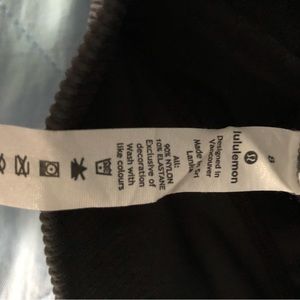 8
lululemon
Designed in
Vancouver
Made in Sri
Lanka
All:
90% NYLON
10% ELASTANE
Exclusive of
decoration
Wash with
like colours